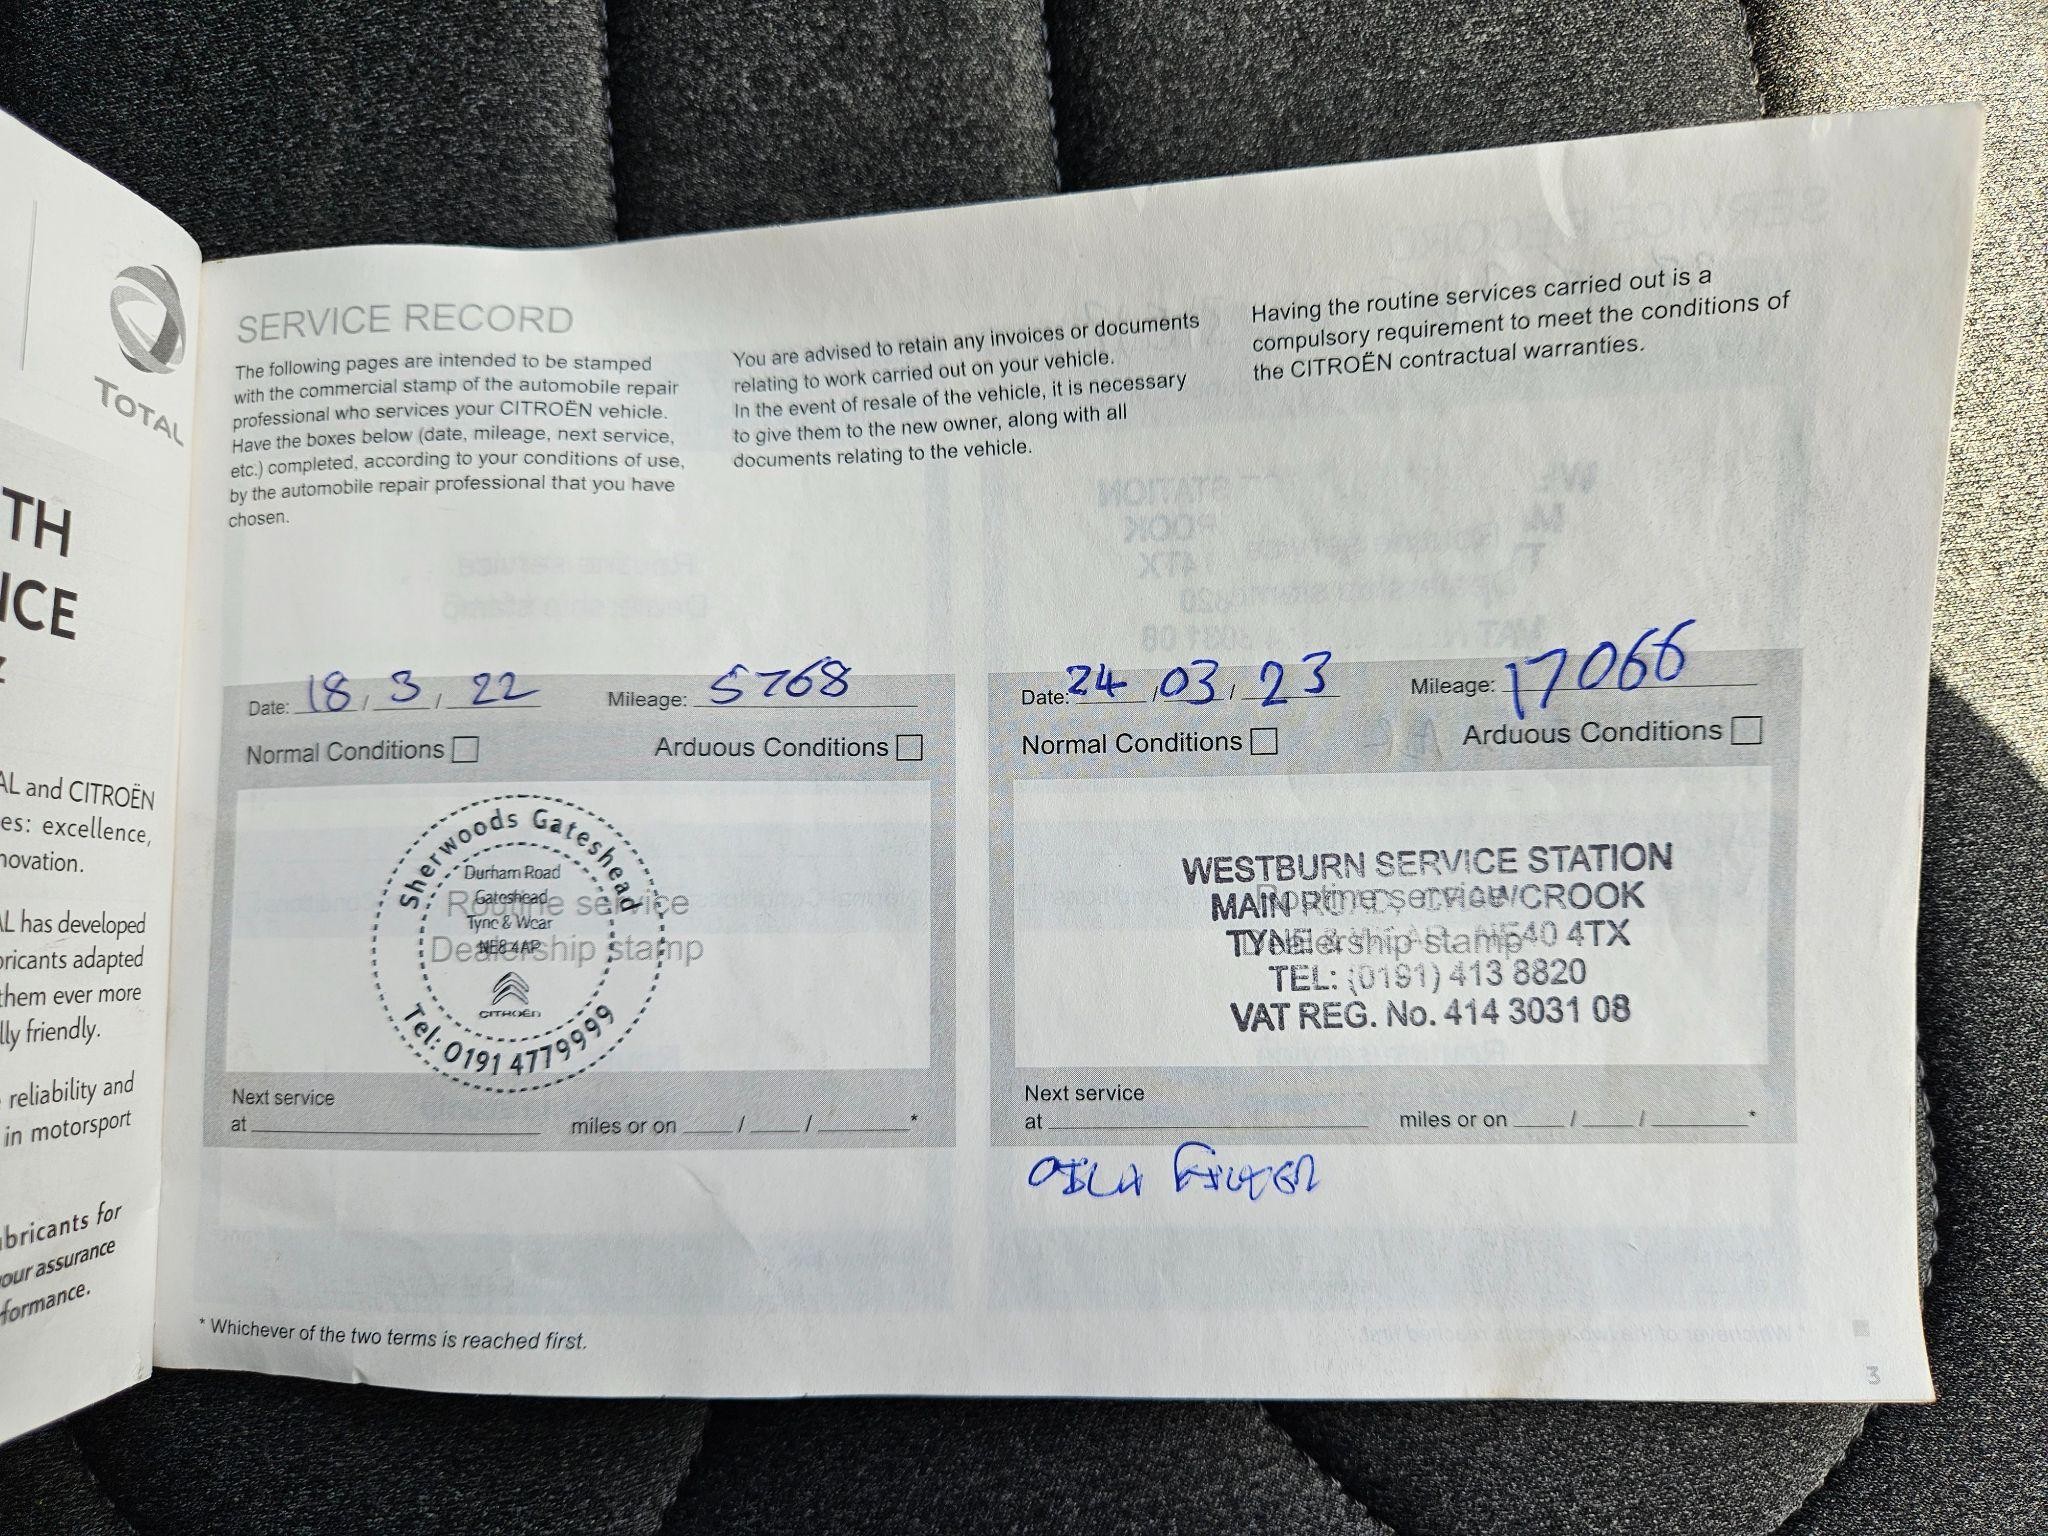 TOTAL
TH
ICE
AL and CITROËN
es: excellence,
novation.
AL has developed
bricants adapted
them ever more
lly friendly.
reliability and
in motorsport
bricants for
our assurance
formance.
SERVICE RECORD
The following pages are intended to be stamped
with the commercial stamp of the automobile repair
professional who services your CITROËN vehicle.
Have the boxes below (date, mileage, next service,
etc.) completed, according to your conditions of use,
by the automobile repair professional that you have
chosen.
You are advised to retain any invoices or documents
relating to work carried out on your vehicle.
In the event of resale of the vehicle, it is necessary
to give them to the new owner, along with all
documents relating to the vehicle.
Having the routine services carried out is a
compulsory requirement to meet the conditions of
the CITROËN contractual warranties.
Date: 18 / 3 / 22 Mileage: 5768
Normal Conditions Arduous Conditions
Sherwoods Gateshead
Durham Road
Gateshead
Tyne & Wear
NE8 4AP
CITROËN
Tel: 0191 4779999
Routine service
Dealership stamp
Next service
at miles or on / / *
Date: 24 / 03 / 23 Mileage: 17066
Normal Conditions Arduous Conditions
WESTBURN SERVICE STATION
MAIN CROOK
TYNE & NE40 4TX
TEL: (0191) 413 8820
VAT REG. No. 414 3031 08
Routine service
Dealership stamp
Next service
at miles or on / / *
FILTER
* Whichever of the two terms is reached first.
3